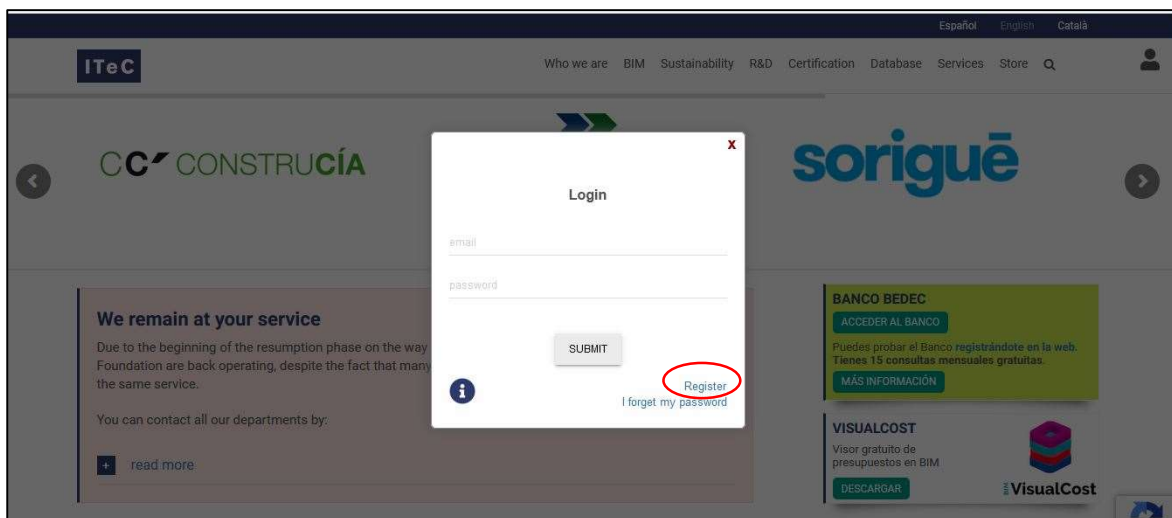 Español English Català
ITeC
Who we are BIM Sustainability R&D Certification Database Services Store
CC CONSTRUCÍA
sorigué
x
Login
email
password
SUBMIT
Register
I forget my password
We remain at your service
Due to the beginning of the resumption phase on the way
Foundation are back operating, despite the fact that many
the same service.
You can contact all our departments by:
+ read more
BANCO BEDEC
ACCEDER AL BANCO
Puedes probar el Banco registrándote en la web.
Tienes 15 consultas mensuales gratuitas.
MÁS INFORMACIÓN
VISUALCOST
Visor gratuito de
presupuestos en BIM
DESCARGAR
VisualCost